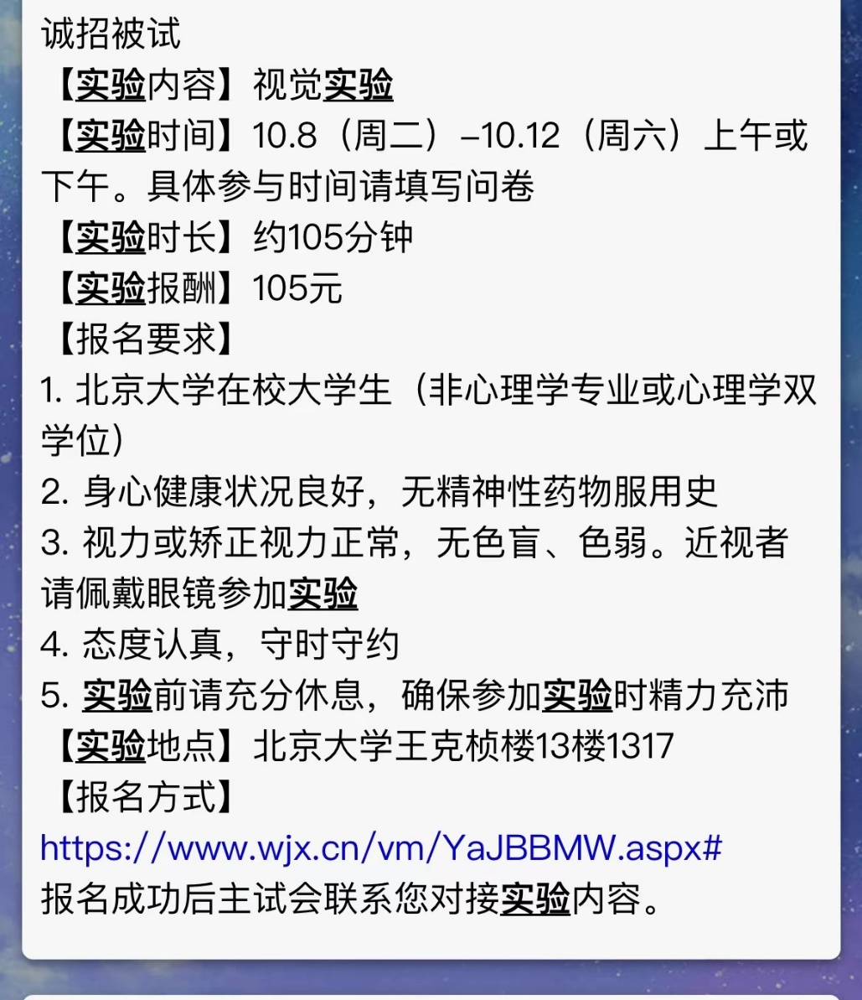 诚招被试
【实验内容】视觉实验
【实验时间】10.8（周二）–10.12（周六）上午或
下午。具体参与时间请填写问卷
【实验时长】约105分钟
【实验报酬】105元
【报名要求】
1. 北京大学在校大学生（非心理学专业或心理学双
学位）
2. 身心健康状况良好，无精神性药物服用史
3. 视力或矫正视力正常，无色盲、色弱。近视者
请佩戴眼镜参加实验
4. 态度认真，守时守约
5. 实验前请充分休息，确保参加实验时精力充沛
【实验地点】北京大学王克桢楼13楼1317
【报名方式】
https://www.wjx.cn/vm/YaJBBMW.aspx#
报名成功后主试会联系您对接实验内容。